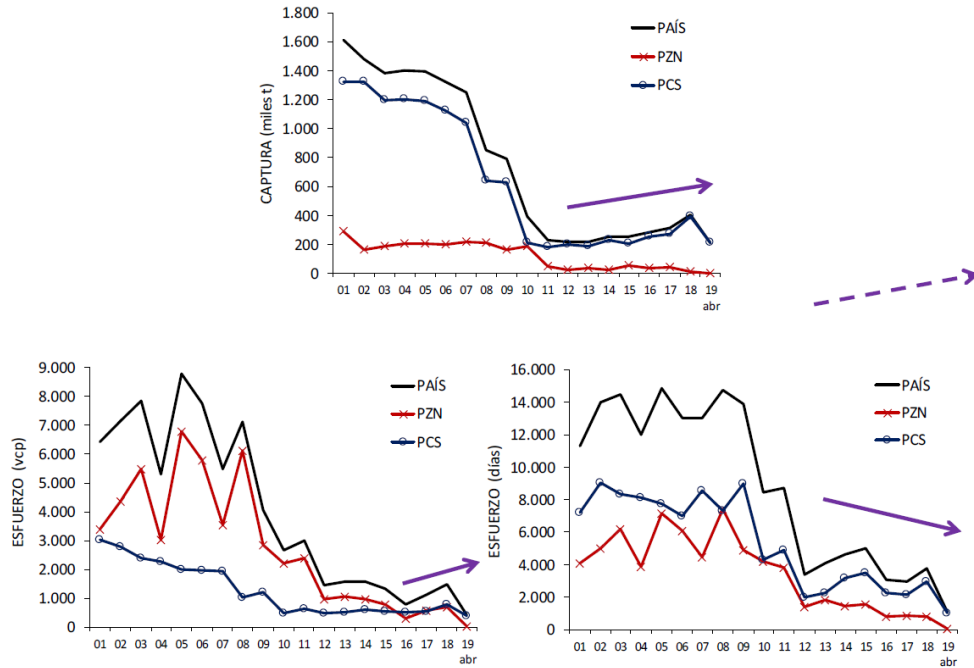 CAPTURA (miles t)
1.800
1.600
1.400
1.200
1.000
800
600
400
200
0
PAÍS
PZN
PCS
01 02 03 04 05 06 07 08 09 10 11 12 13 14 15 16 17 18 19
abr
ESFUERZO (vcp)
9.000
8.000
7.000
6.000
5.000
4.000
3.000
2.000
1.000
0
PAÍS
PZN
PCS
01 02 03 04 05 06 07 08 09 10 11 12 13 14 15 16 17 18 19
abr
ESFUERZO (días)
16.000
14.000
12.000
10.000
8.000
6.000
4.000
2.000
0
PAÍS
PZN
PCS
01 02 03 04 05 06 07 08 09 10 11 12 13 14 15 16 17 18 19
abr